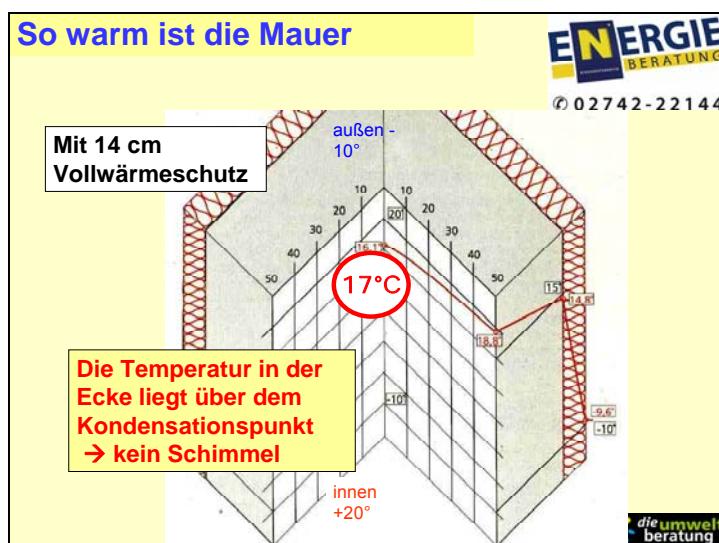 So warm ist die Mauer
ENERGIE
BERATUNG
✆ 02742-22144
Mit 14 cm
Vollwärmeschutz
außen -
10°
10 10
20 20° 20
30 30
40 40
50 50
16,1°
17°C
15°
14,8°
18,8°
Die Temperatur in der
Ecke liegt über dem
Kondensationspunkt
→ kein Schimmel
-10°
-9,6°
-10°
innen
+20°
die umwelt
beratung